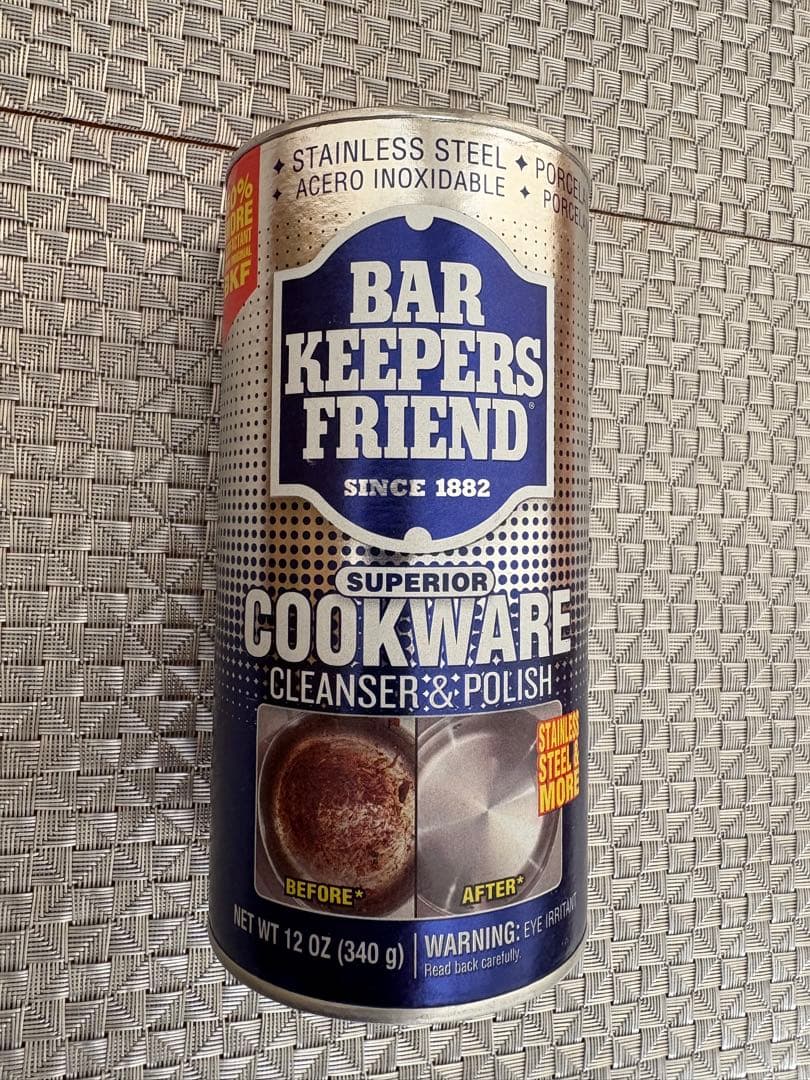 ✦ STAINLESS STEEL ✦
✦ ACERO INOXIDABLE ✦
BKF
BAR
KEEPERS
FRIEND®
SINCE 1882
SUPERIOR
COOKWARE
CLEANSER & POLISH
STAINLESS
STEEL &
MORE
BEFORE*
AFTER*
NET WT 12 OZ (340 g)
WARNING: EYE IRRITANT
Read back carefully.